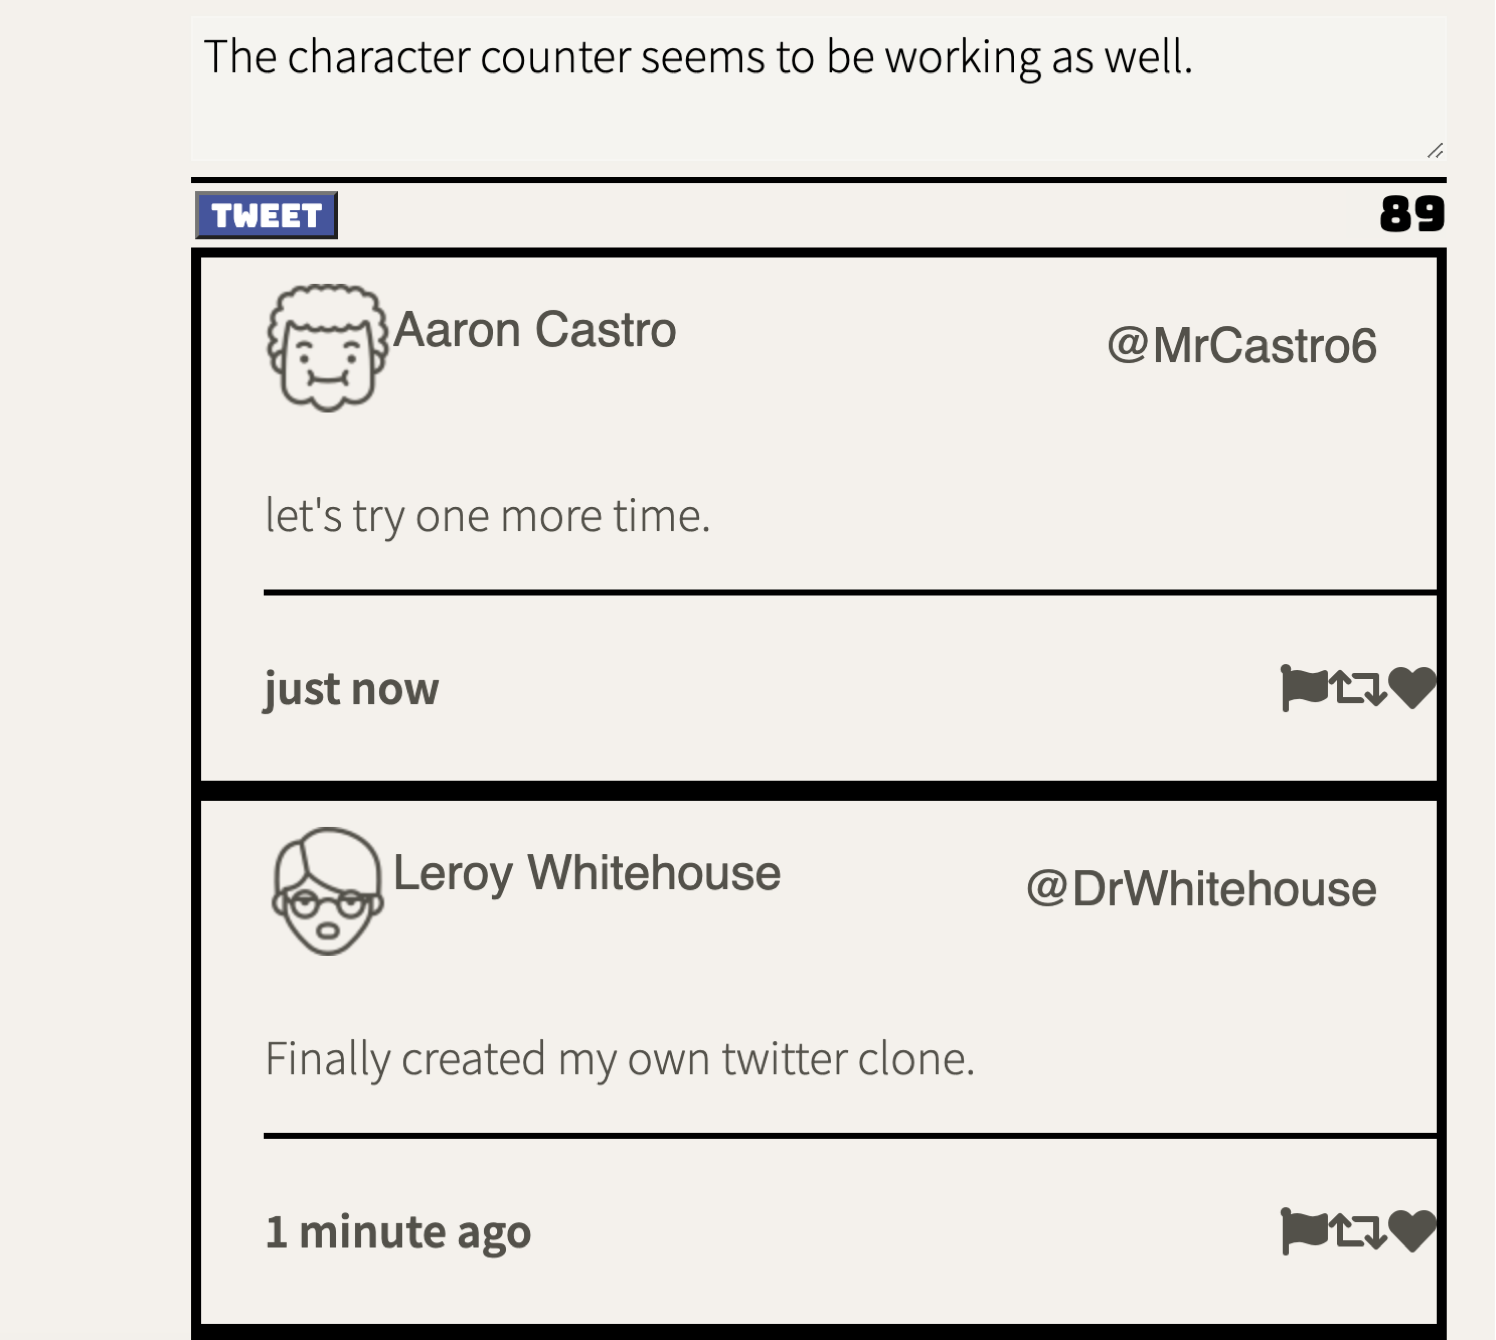 The character counter seems to be working as well.
TWEET 89
Aaron Castro @MrCastro6
let's try one more time.
just now
Leroy Whitehouse @DrWhitehouse
Finally created my own twitter clone.
1 minute ago